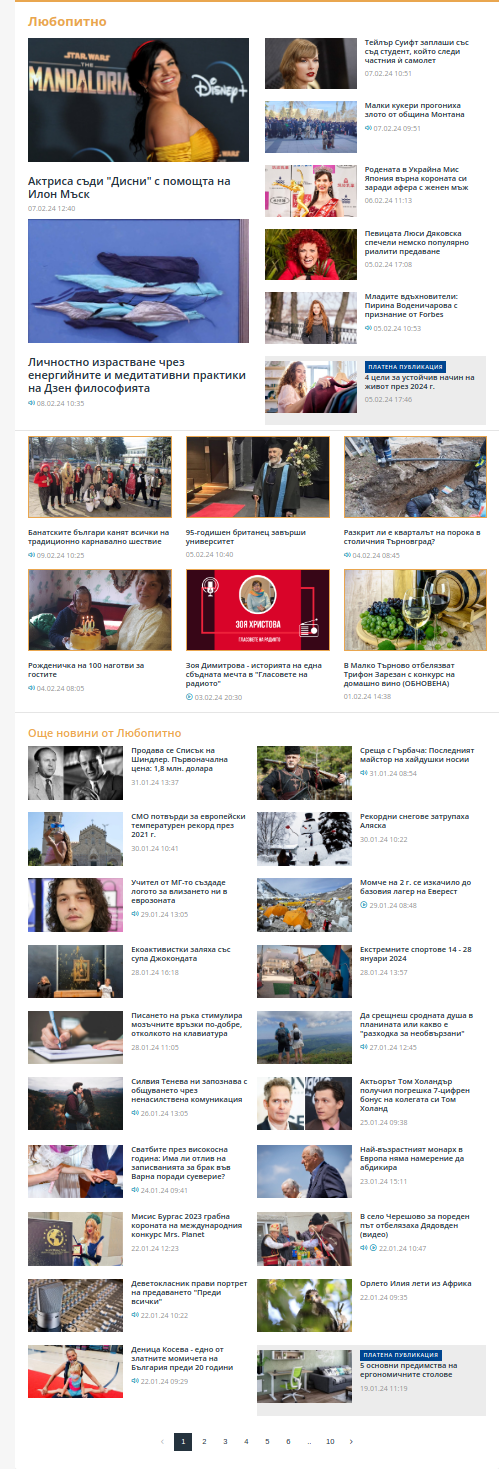 Любопитно
THE
MANDALORIA
Disney+
Актриса съди "Дисни" с помощта на
Илон Мъск
07.02.24 12:40
Личностно израстване чрез
енергийните и медитативни практики
на Дзен философията
08.02.24 10:35
Тейлър Суифт заплаши със
съд студент, който следи
частния ѝ самолет
07.02.24 10:51
Малки кукери прогониха
злото от община Монтана
07.02.24 09:51
Родената в Украйна Мис
Япония върна короната си
заради афера с женен мъж
06.02.24 11:13
Певицата Люси Дяковска
спечели немско популярно
риалити предаване
05.02.24 17:08
Младите вдъхновители:
Пирина Воденичарова с
признание от Forbes
05.02.24 10:53
ПЛАТЕНА ПУБЛИКАЦИЯ
4 цели за устойчив начин на
живот през 2024 г.
05.02.24 17:46
Банатските българи канят всички на
традиционно карнавално шествие
09.02.24 10:25
95-годишен британец завърши
университет
05.02.24 10:40
Разкрит ли е кварталът на порока в
столичния Търновград?
04.02.24 08:45
Рожденичка на 100 наготви за
гостите
04.02.24 08:05
ЗОЯ ХРИСТОВА
ГЛАСОВЕТЕ НА РАДИОТО
Зоя Димитрова - историята на една
сбъдната мечта в "Гласовете на
радиото"
03.02.24 20:30
В Малко Търново отбелязват
Трифон Зарезан с конкурс на
домашно вино (ОБНОВЕНА)
01.02.24 14:38
Още новини от Любопитно
Продава се Списък на
Шиндлер. Първоначална
цена: 1,8 млн. долара
31.01.24 13:37
Среща с Гърбача: Последният
майстор на хайдушки носии
31.01.24 08:54
СМО потвърди за европейски
температурен рекорд през
2021 г.
30.01.24 10:41
Рекордни снегове затрупаха
Аляска
30.01.24 10:22
Учител от МГ-то създаде
логото за влизането ни в
еврозоната
29.01.24 13:05
Момче на 2 г. се изкачило до
базовия лагер на Еверест
29.01.24 08:48
Екоактивистки заляха със
супа Джокондата
28.01.24 16:18
Екстремните спортове 14 - 28
януари 2024
28.01.24 13:57
Писането на ръка стимулира
мозъчните връзки по-добре,
отколкото на клавиатура
28.01.24 11:05
Да срещнеш сродната душа в
планината или какво е
"разходка за необвързани"
27.01.24 12:45
Силвия Тенева ни запознава с
общуването чрез
ненасилствена комуникация
26.01.24 13:05
Актьорът Том Холандър
получил погрешка 7-цифрен
бонус на колегата си Том
Холанд
25.01.24 09:38
Сватбите през високосна
година: Има ли отлив на
записванията за брак във
Варна поради суеверие?
24.01.24 09:41
Най-възрастният монарх в
Европа няма намерение да
абдикира
23.01.24 15:11
Мисис Бургас 2023 грабна
короната на международния
конкурс Mrs. Planet
22.01.24 12:23
В село Черешово за пореден
път отбелязаха Дядовден
(видео)
22.01.24 10:47
Деветокласник прави портрет
на предаването "Преди
всички"
22.01.24 10:22
Орлето Илия лети из Африка
22.01.24 09:35
Деница Косева - едно от
златните момичета на
България преди 20 години
22.01.24 09:29
ПЛАТЕНА ПУБЛИКАЦИЯ
5 основни предимства на
ергономичните столове
19.01.24 11:19
‹ 1 2 3 4 5 6 .. 10 ›